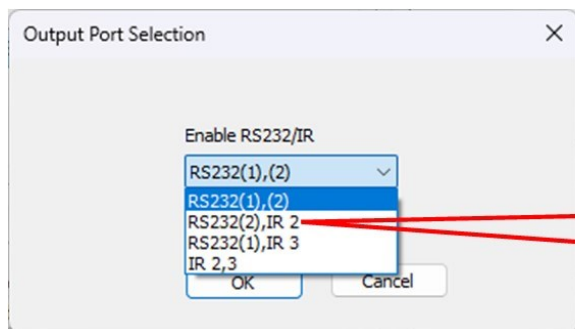 Output Port Selection
Enable RS232/IR
RS232(1),(2)
RS232(1),(2)
RS232(2),IR 2
RS232(1),IR 3
IR 2,3
OK Cancel